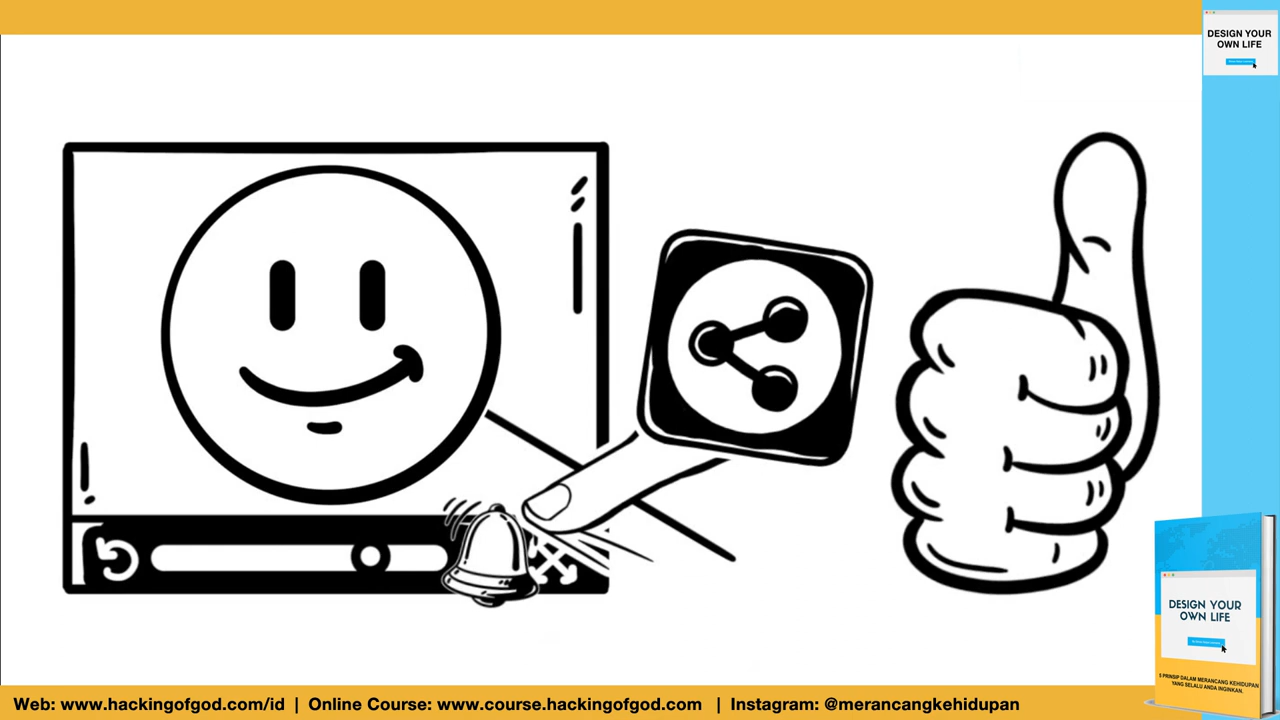 DESIGN YOUR
OWN LIFE
DESIGN YOUR
OWN LIFE
5 PRINSIP DALAM MERANCANG KEHIDUPAN
YANG SELALU ANDA INGINKAN.
Web: www.hackingofgod.com/id | Online Course: www.course.hackingofgod.com | Instagram: @merancangkehidupan